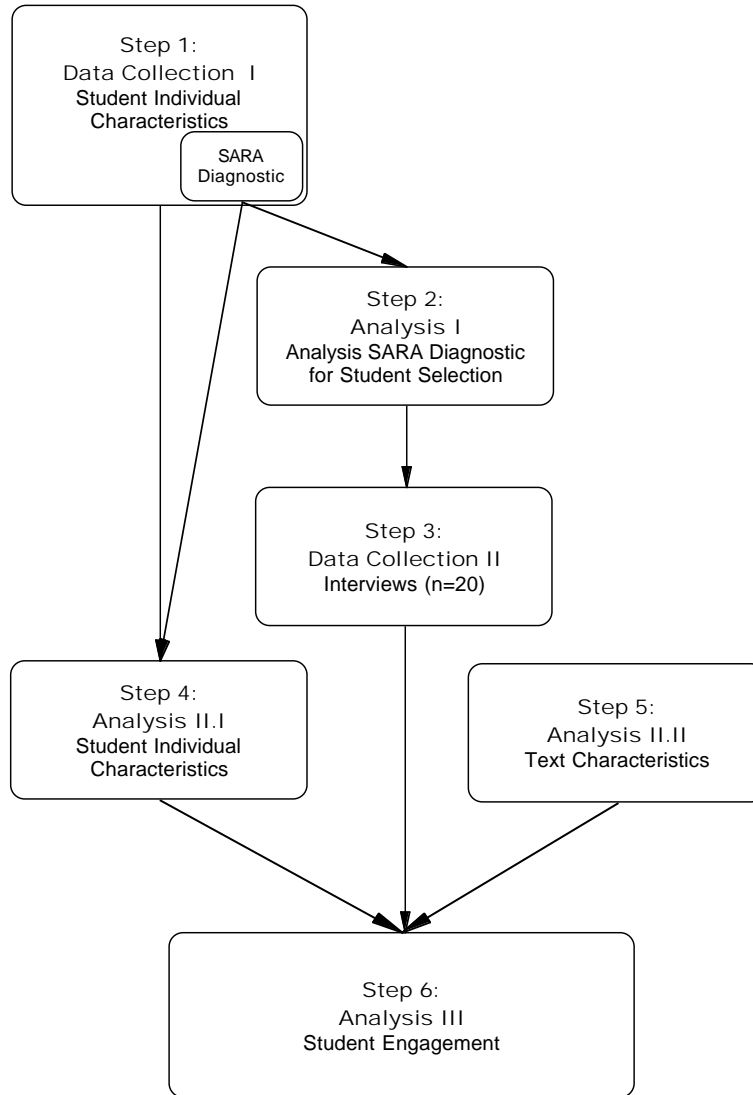 Step 1:
Data Collection I
Student Individual
Characteristics
SARA
Diagnostic
Step 2:
Analysis I
Analysis SARA Diagnostic
for Student Selection
Step 3:
Data Collection II
Interviews (n=20)
Step 4:
Analysis II.I
Student Individual
Characteristics
Step 5:
Analysis II.II
Text Characteristics
Step 6:
Analysis III
Student Engagement